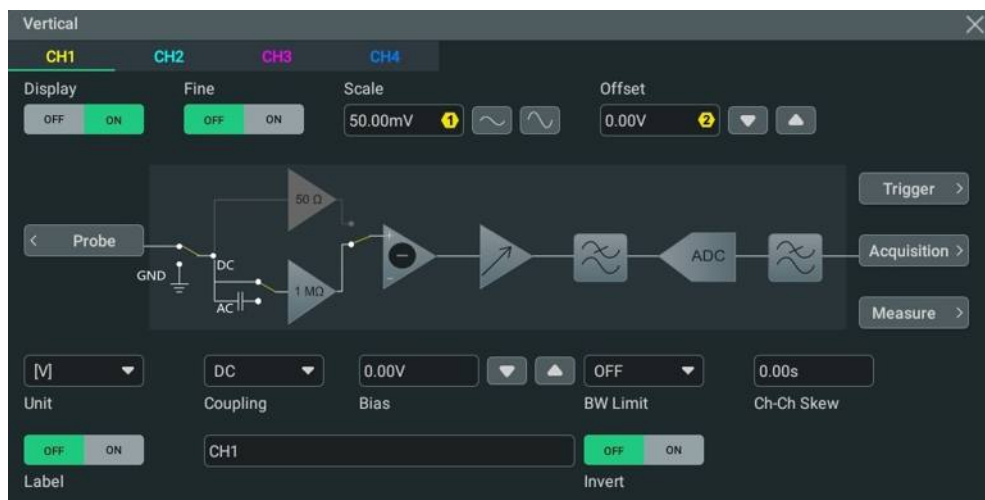 Vertical
CH1 CH2 CH3 CH4
Display Fine Scale Offset
OFF ON OFF ON 50.00mV 1 0.00V 2
50 Ω
Trigger >
< Probe
GND
DC
AC
1 MΩ
+
-
ADC
Acquisition >
Measure >
[V] DC 0.00V OFF 0.00s
Unit Coupling Bias BW Limit Ch-Ch Skew
OFF ON CH1 OFF ON
Label Invert